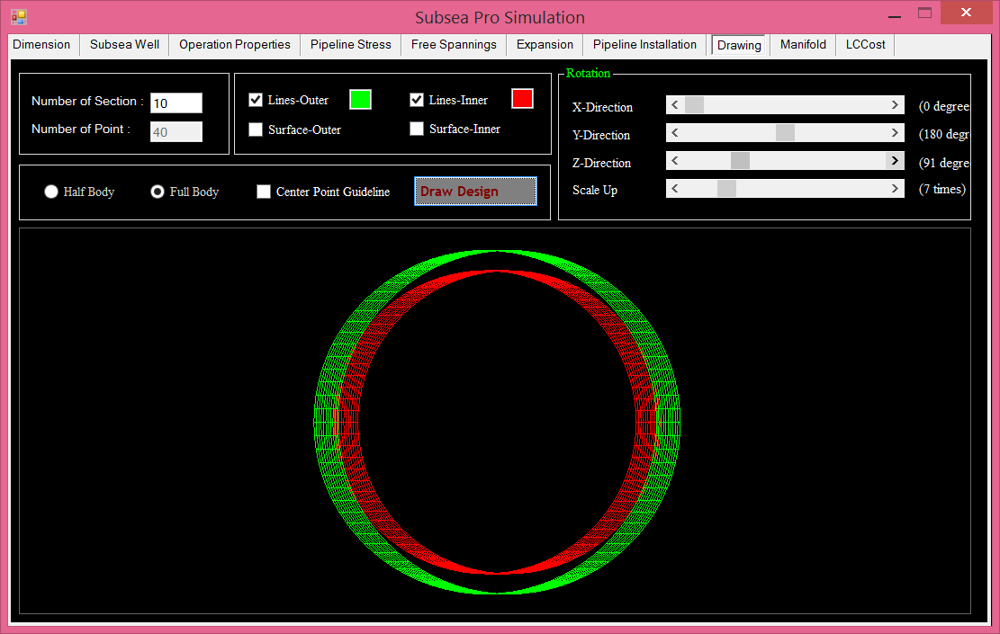 Subsea Pro Simulation
Dimension Subsea Well Operation Properties Pipeline Stress Free Spannings Expansion Pipeline Installation Drawing Manifold LCCost
Number of Section : 10
Number of Point : 40
Lines-Outer Lines-Inner
Surface-Outer Surface-Inner
Half Body Full Body Center Point Guideline Draw Design
Rotation
X-Direction (0 degree
Y-Direction (180 degr
Z-Direction (91 degre
Scale Up (7 times)